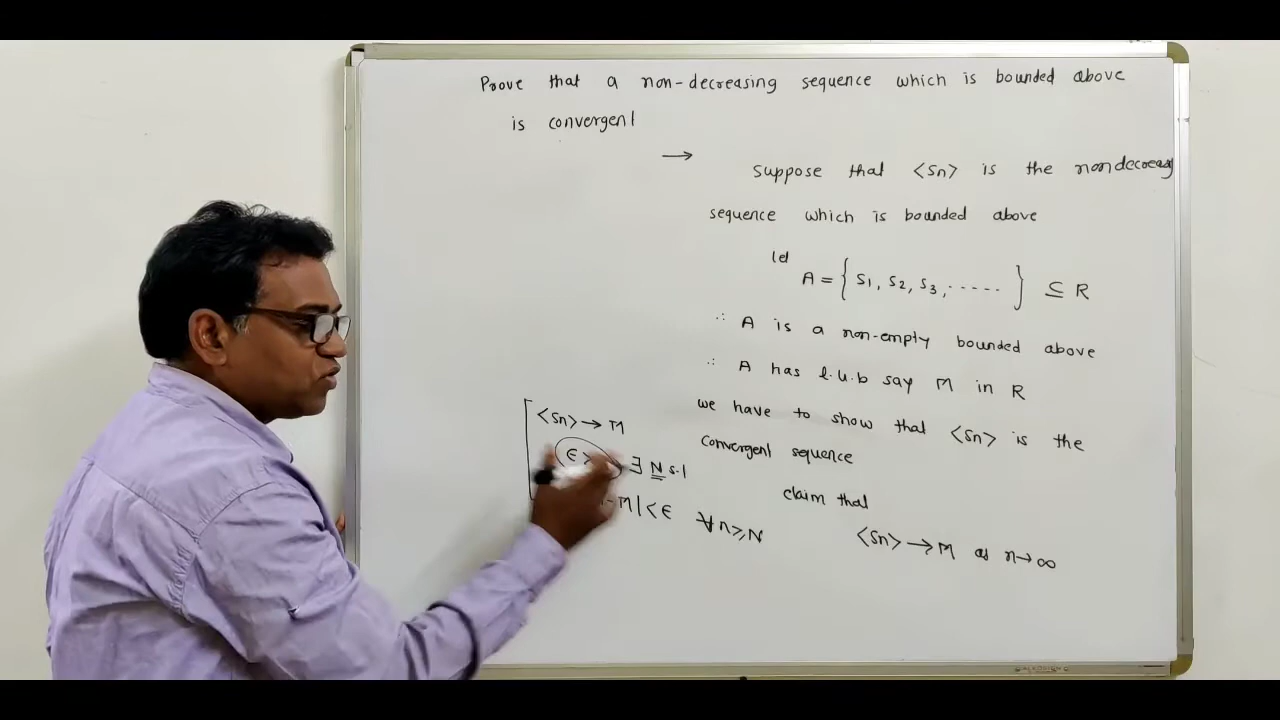 Prove that a non-decreasing sequence which is bounded above
is convergent
→
suppose that <Sn> is the nondecreas
sequence which is bounded above
let
A = { S1, S2, S3, ..... } ⊆ R
∴ A is a non-empty bounded above
∴ A has l.u.b say M in R
we have to show that <Sn> is the
convergent sequence
claim that
<Sn> → M as n → ∞
<Sn> → M
ϵ > ∃ N s.t
- M | < ϵ ∀ n ≥ N